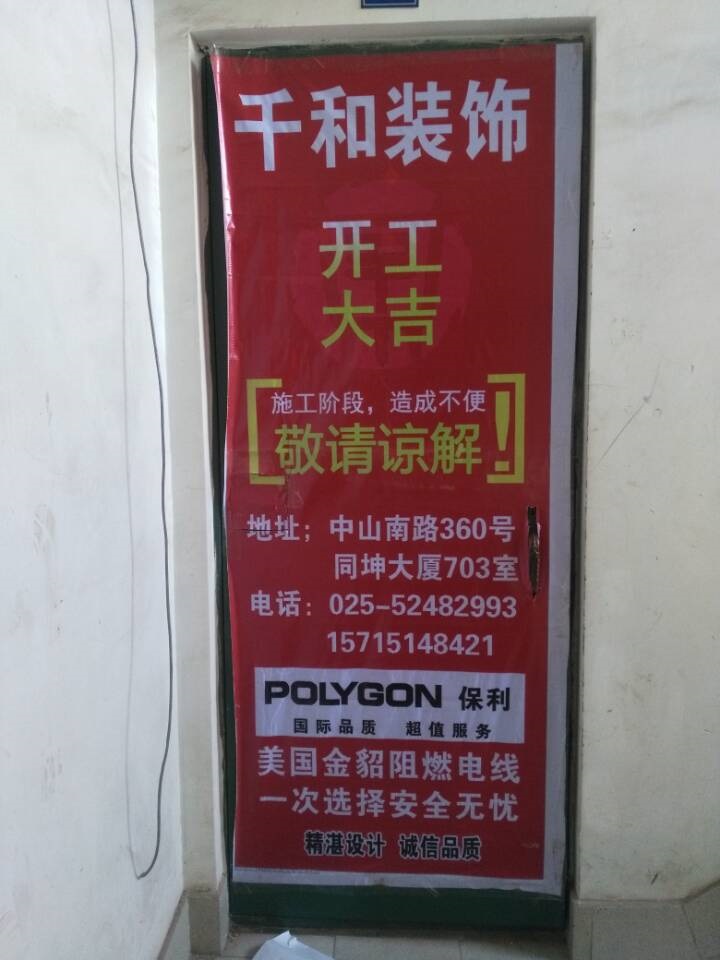 千和装饰
开工
大吉
施工阶段，造成不便
敬请谅解！
地址；中山南路360号
同坤大厦703室
电话：025-52482993
15715148421
POLYGON 保利
国际品质 超值服务
美国金貂阻燃电线
一次选择安全无忧
精湛设计 诚信品质